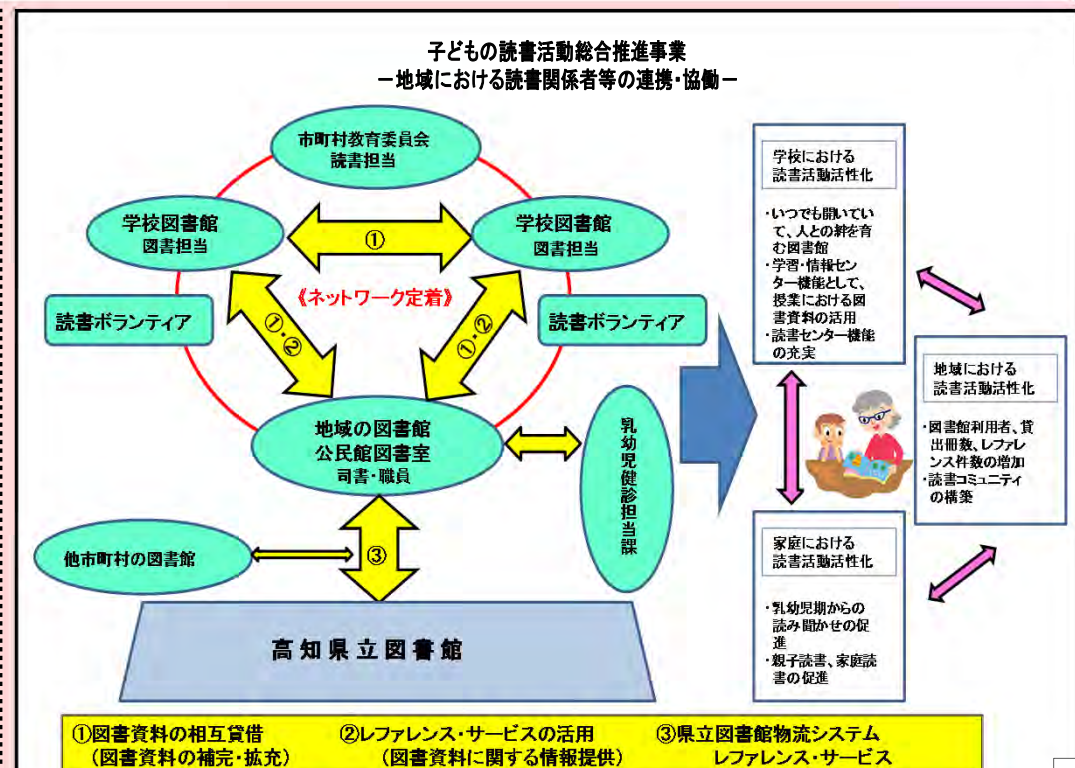 子どもの読書活動総合推進事業
－地域における読書関係者等の連携・協働－
市町村教育委員会
読書担当
学校図書館
図書担当
①
学校図書館
図書担当
《ネットワーク定着》
読書ボランティア
①・②
①・②
読書ボランティア
地域の図書館
公民館図書室
司書・職員
乳幼児健診担当課
他市町村の図書館
③
高知県立図書館
学校における
読書活動活性化
・いつでも開いてい
て、人との絆を育
む図書館
・学習・情報セン
ター機能として、
授業における図
書資料の活用
・読書センター機能
の充実
地域における
読書活動活性化
・図書館利用者、貸
出冊数、レファレ
ンス件数の増加
・読書コミュニティ
の構築
家庭における
読書活動活性化
・乳幼児期からの
読み聞かせの促
進
・親子読書、家庭読
書の促進
①図書資料の相互貸借
（図書資料の補完・拡充）
②レファレンス・サービスの活用
（図書資料に関する情報提供）
③県立図書館物流システム
レファレンス・サービス